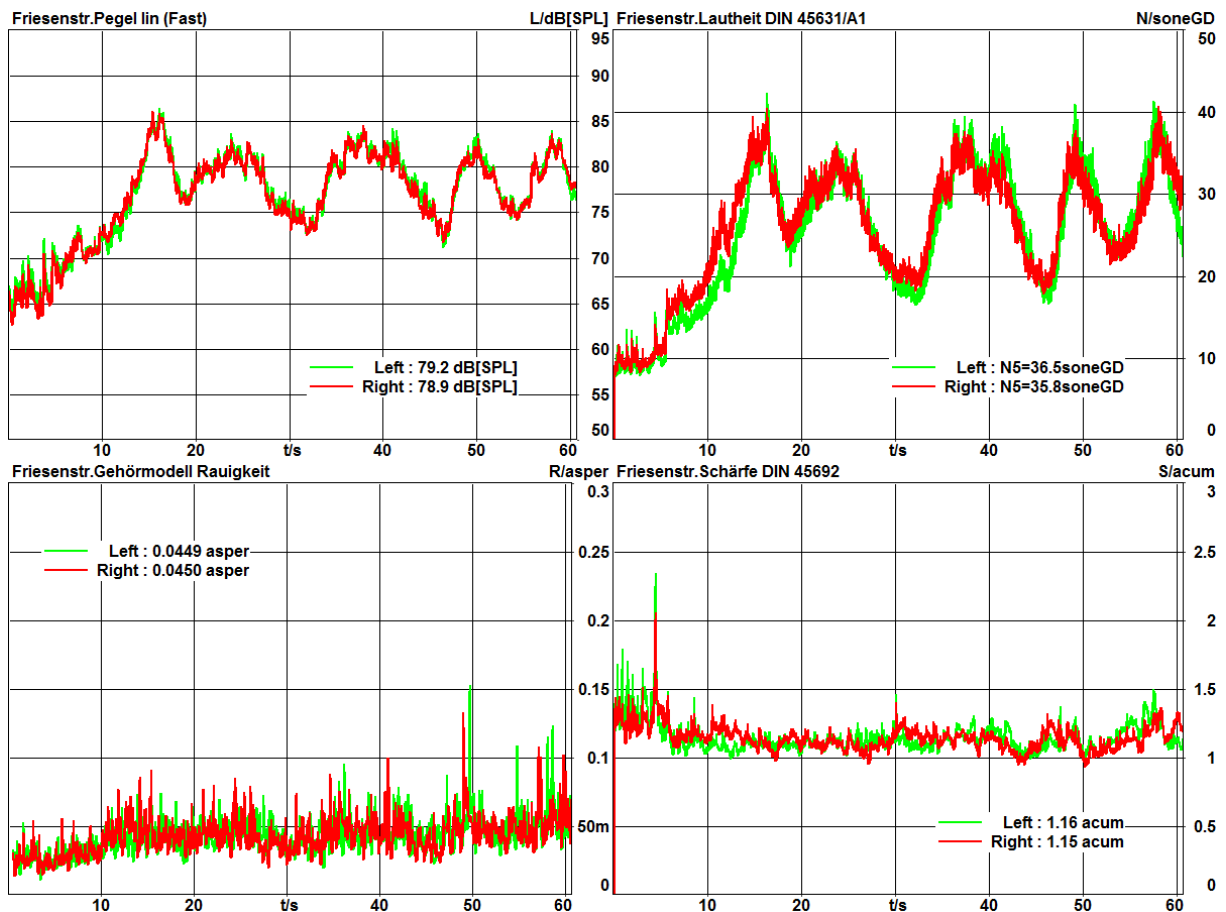 Friesenstr.Pegel lin (Fast) L/dB[SPL]
95
90
85
80
75
70
65
60
55
50
Left : 79.2 dB[SPL]
Right : 78.9 dB[SPL]
10 20 t/s 40 50 60
Friesenstr.Lautheit DIN 45631/A1 N/soneGD
50
40
30
20
10
0
Left : N5=36.5soneGD
Right : N5=35.8soneGD
10 20 t/s 40 50 60
Friesenstr.Gehörmodell Rauigkeit R/asper
0.3
0.25
0.2
0.15
0.1
50m
0
Left : 0.0449 asper
Right : 0.0450 asper
10 20 t/s 40 50 60
Friesenstr.Schärfe DIN 45692 S/acum
3
2.5
2
1.5
1
0.5
0
Left : 1.16 acum
Right : 1.15 acum
10 20 t/s 40 50 60